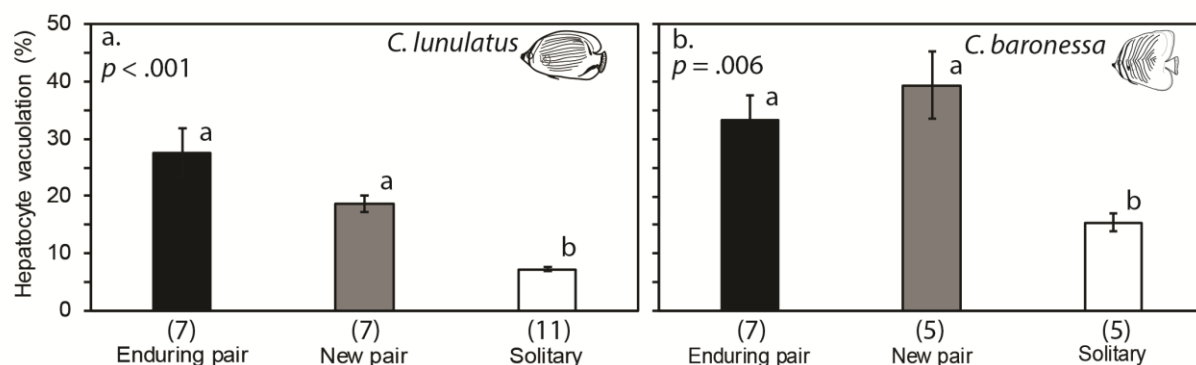 Hepatocyte vacuolation (%)
50
40
30
20
10
0
a.
p < .001
C. lunulatus
a
a
b
(7)
Enduring pair
(7)
New pair
(11)
Solitary
b.
p = .006
C. baronessa
a
a
b
(7)
Enduring pair
(5)
New pair
(5)
Solitary